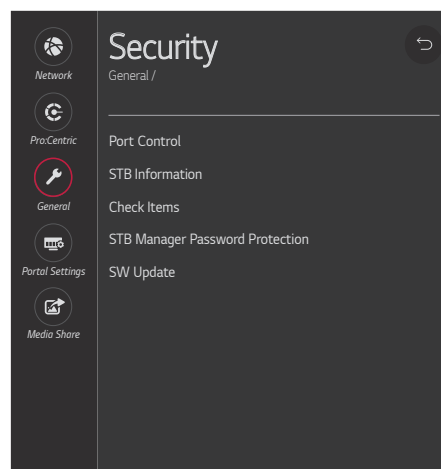 Security
General /
Network
Pro:Centric
General
Portal Settings
Media Share
Port Control
STB Information
Check Items
STB Manager Password Protection
SW Update